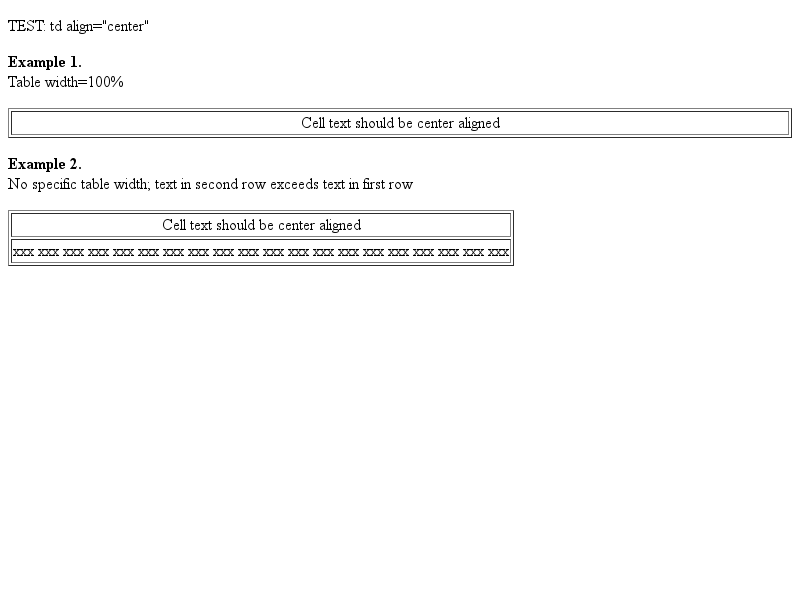 TEST: td align="center"
Example 1.
Table width=100%
Cell text should be center aligned
Example 2.
No specific table width; text in second row exceeds text in first row
Cell text should be center aligned
xxx xxx xxx xxx xxx xxx xxx xxx xxx xxx xxx xxx xxx xxx xxx xxx xxx xxx xxx xxx